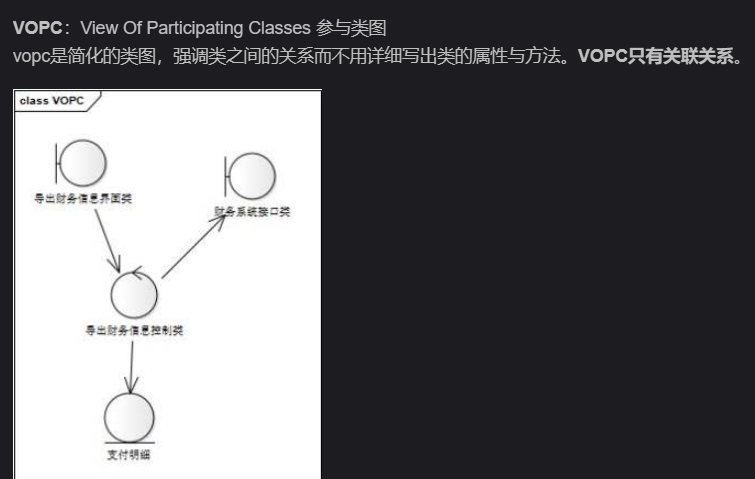 VOPC：View Of Participating Classes 参与类图
vopc是简化的类图，强调类之间的关系而不用详细写出类的属性与方法。VOPC只有关联关系。
class VOPC
导出财务信息界面类
财务系统接口类
导出财务信息控制类
支付明细